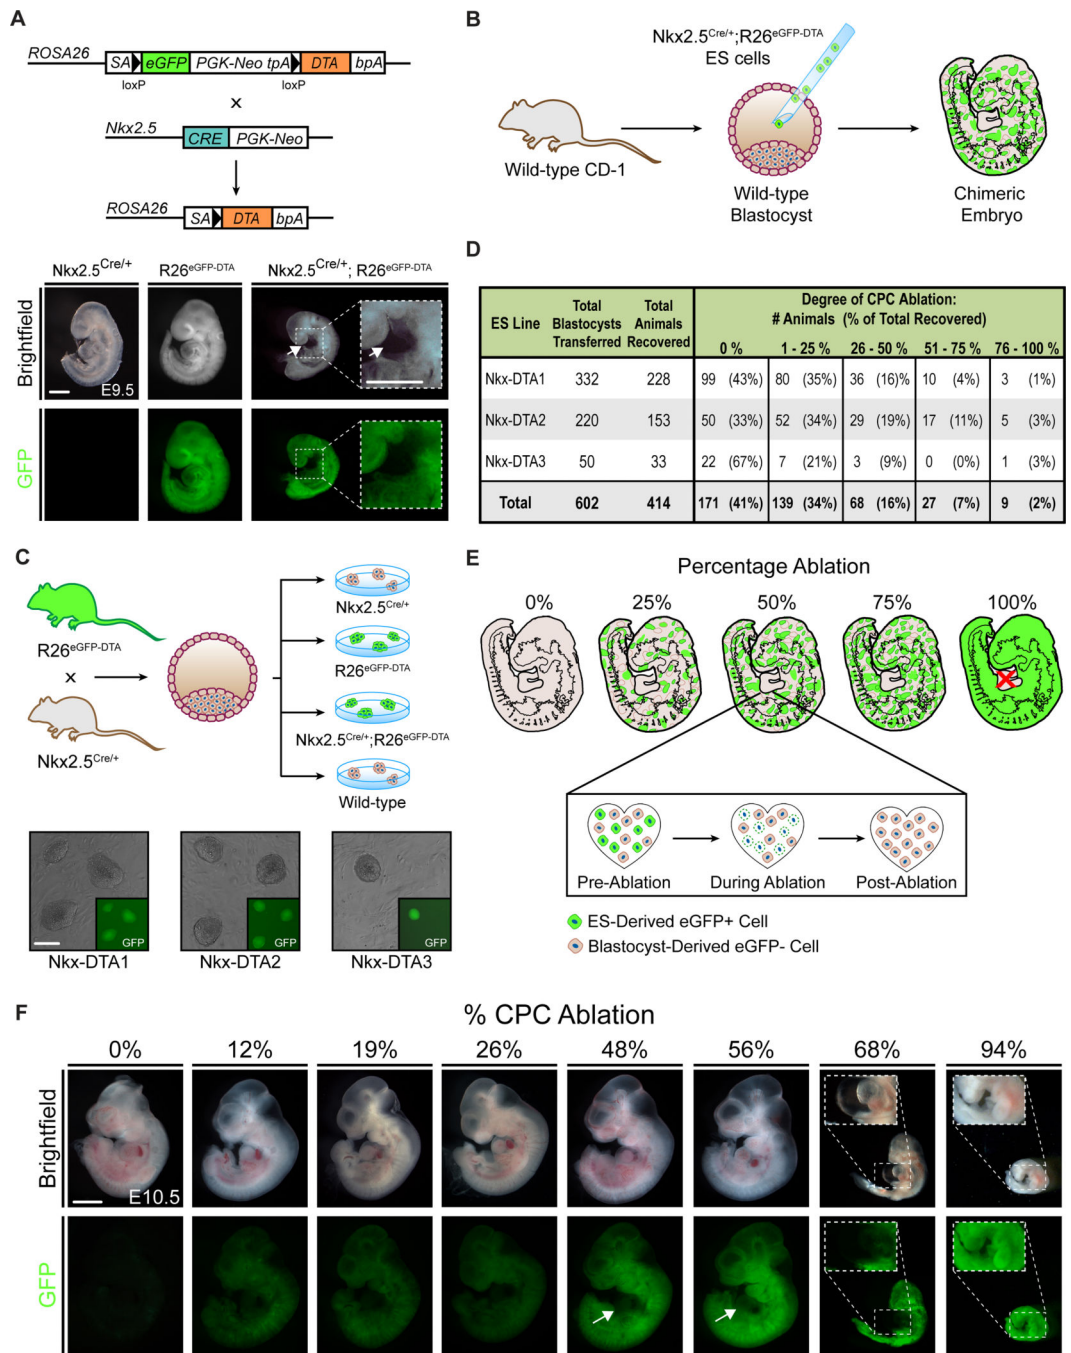 A
ROSA26 SA eGFP PGK-Neo tpA DTA bpA
loxP loxP
x
Nkx2.5 CRE PGK-Neo
ROSA26 SA DTA bpA
Nkx2.5Cre/+ R26eGFP-DTA Nkx2.5Cre/+; R26eGFP-DTA
Brightfield
E9.5
GFP
B
Nkx2.5Cre/+;R26eGFP-DTA
ES cells
Wild-type CD-1
Wild-type
Blastocyst
Chimeric
Embryo
D
ES Line
Total
Blastocysts
Transferred
Total
Animals
Recovered
Degree of CPC Ablation:
# Animals (% of Total Recovered)
0 % 1 - 25 % 26 - 50 % 51 - 75 % 76 - 100 %
Nkx-DTA1 332 228 99 (43%) 80 (35%) 36 (16)% 10 (4%) 3 (1%)
Nkx-DTA2 220 153 50 (33%) 52 (34%) 29 (19%) 17 (11%) 5 (3%)
Nkx-DTA3 50 33 22 (67%) 7 (21%) 3 (9%) 0 (0%) 1 (3%)
Total 602 414 171 (41%) 139 (34%) 68 (16%) 27 (7%) 9 (2%)
C
R26eGFP-DTA
x
Nkx2.5Cre/+
Nkx2.5Cre/+
R26eGFP-DTA
Nkx2.5Cre/+;R26eGFP-DTA
Wild-type
GFP GFP GFP
Nkx-DTA1 Nkx-DTA2 Nkx-DTA3
E
Percentage Ablation
0% 25% 50% 75% 100%
Pre-Ablation During Ablation Post-Ablation
ES-Derived eGFP+ Cell
Blastocyst-Derived eGFP- Cell
F
% CPC Ablation
0% 12% 19% 26% 48% 56% 68% 94%
Brightfield
E10.5
GFP